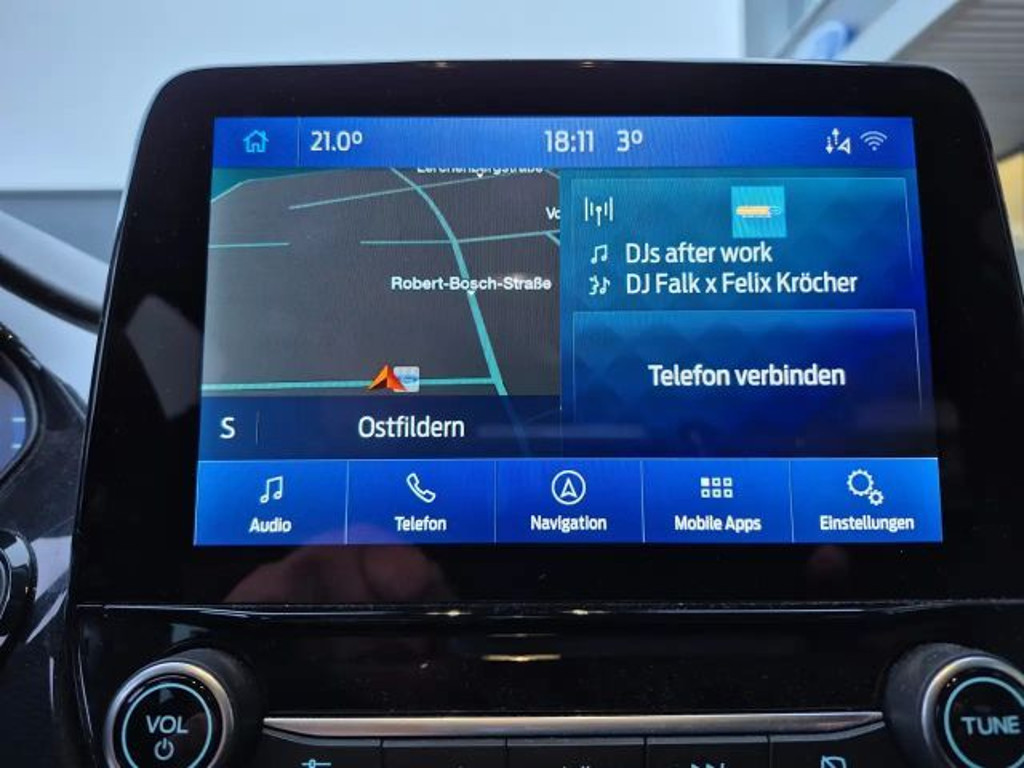 21.0° 18:11 3°
Lerchenbergstraße
Robert-Bosch-Straße
DJs after work
DJ Falk x Felix Kröcher
Telefon verbinden
S Ostfildern
Audio Telefon Navigation Mobile Apps Einstellungen
VOL TUNE